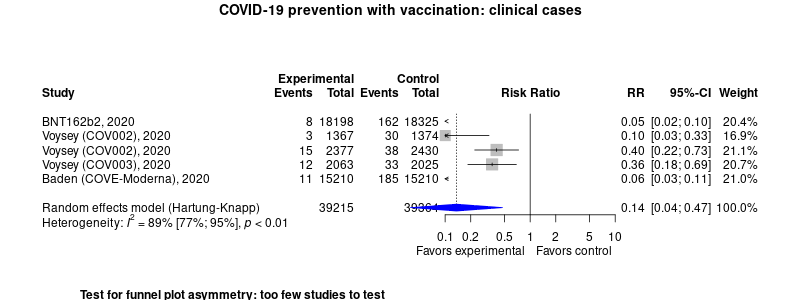 COVID-19 prevention with vaccination: clinical cases
Experimental Control
Study Events Total Events Total Risk Ratio RR 95%-CI Weight
BNT162b2, 2020 8 18198 162 18325 0.05 [0.02; 0.10] 20.4%
Voysey (COV002), 2020 3 1367 30 1374 0.10 [0.03; 0.33] 16.9%
Voysey (COV002), 2020 15 2377 38 2430 0.40 [0.22; 0.73] 21.1%
Voysey (COV003), 2020 12 2063 33 2025 0.36 [0.18; 0.69] 20.7%
Baden (COVE-Moderna), 2020 11 15210 185 15210 0.06 [0.03; 0.11] 21.0%
Random effects model (Hartung-Knapp) 39215 39364 0.14 [0.04; 0.47] 100.0%
Heterogeneity: I² = 89% [77%; 95%], p < 0.01
0.1 0.2 0.5 1 2 5 10
Favors experimental Favors control
Test for funnel plot asymmetry: too few studies to test